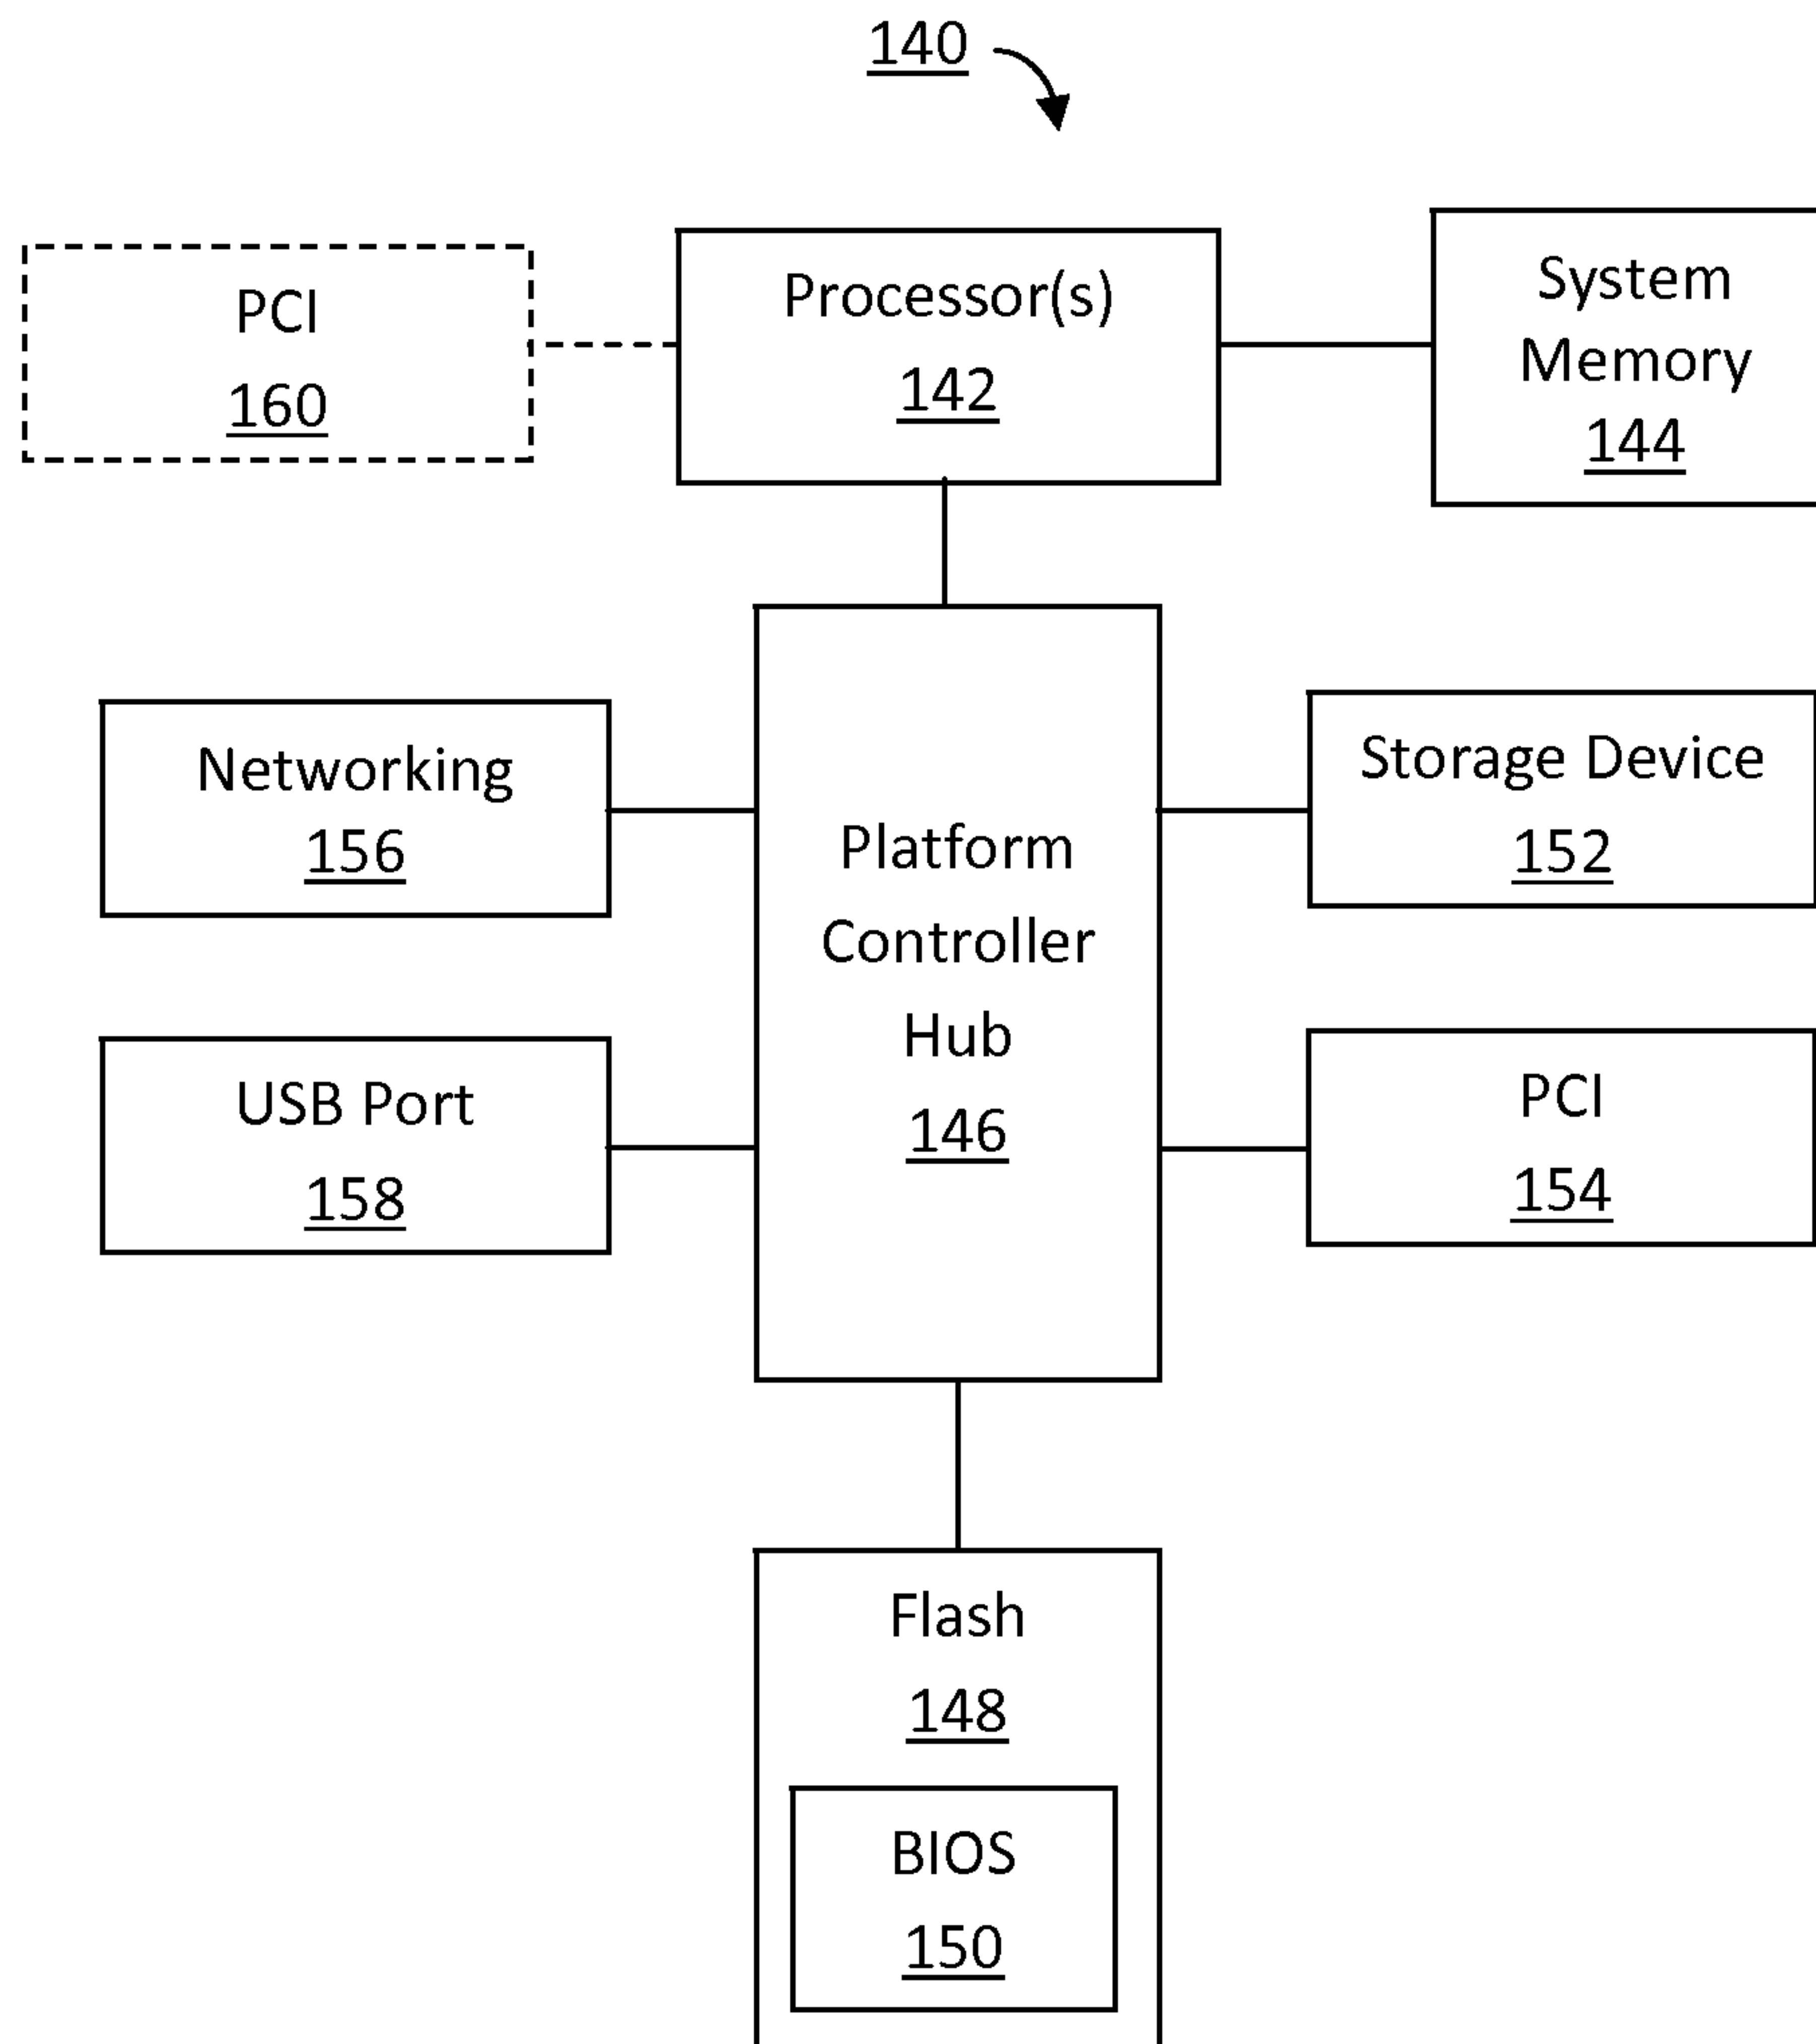 140
PCI
160
Processor(s)
142
System
Memory
144
Networking
156
Platform
Controller
Hub
146
Storage Device
152
USB Port
158
PCI
154
Flash
148
BIOS
150